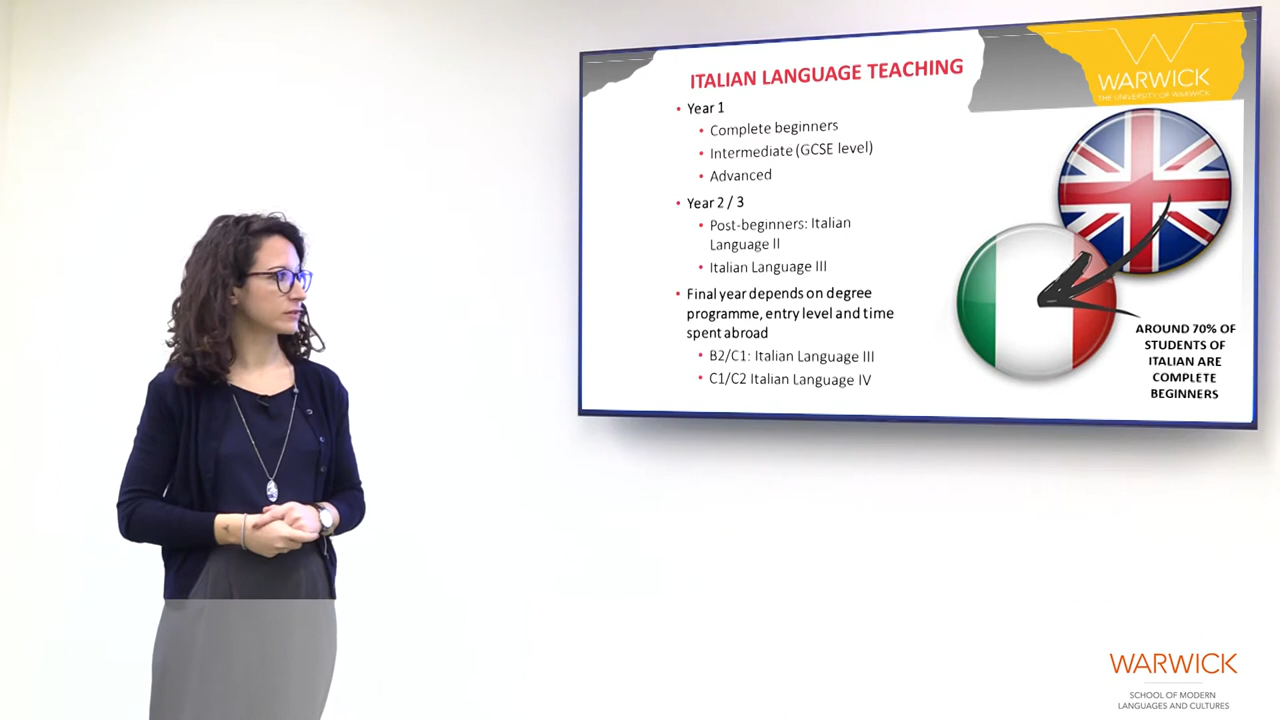 ITALIAN LANGUAGE TEACHING
WARWICK
THE UNIVERSITY OF WARWICK
• Year 1
• Complete beginners
• Intermediate (GCSE level)
• Advanced
• Year 2 / 3
• Post-beginners: Italian
Language II
• Italian Language III
• Final year depends on degree
programme, entry level and time
spent abroad
• B2/C1: Italian Language III
• C1/C2 Italian Language IV
AROUND 70% OF
STUDENTS OF
ITALIAN ARE
COMPLETE
BEGINNERS
WARWICK
SCHOOL OF MODERN
LANGUAGES AND CULTURES